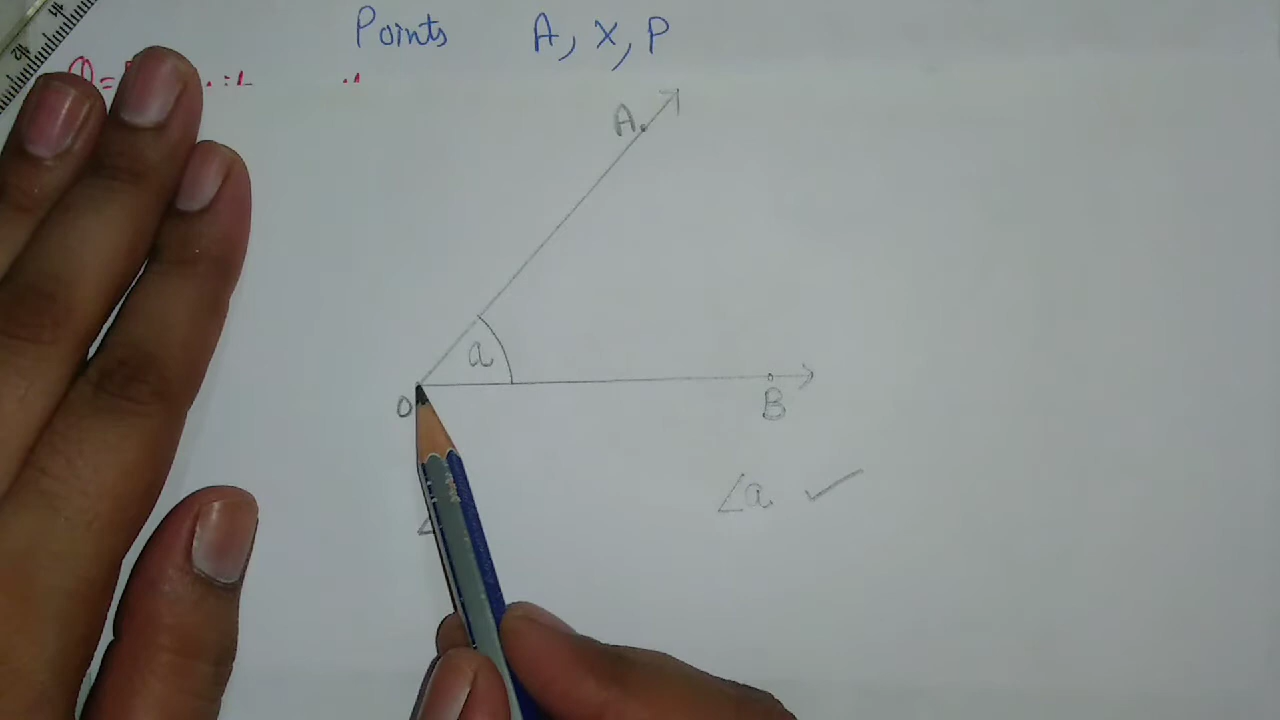 Points A, X, P
A
a
O
B
∠a ✓